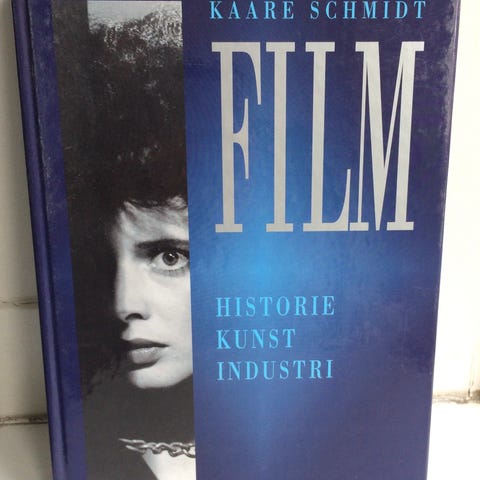 KAARE SCHMIDT
FILM
HISTORIE
KUNST
INDUSTRI